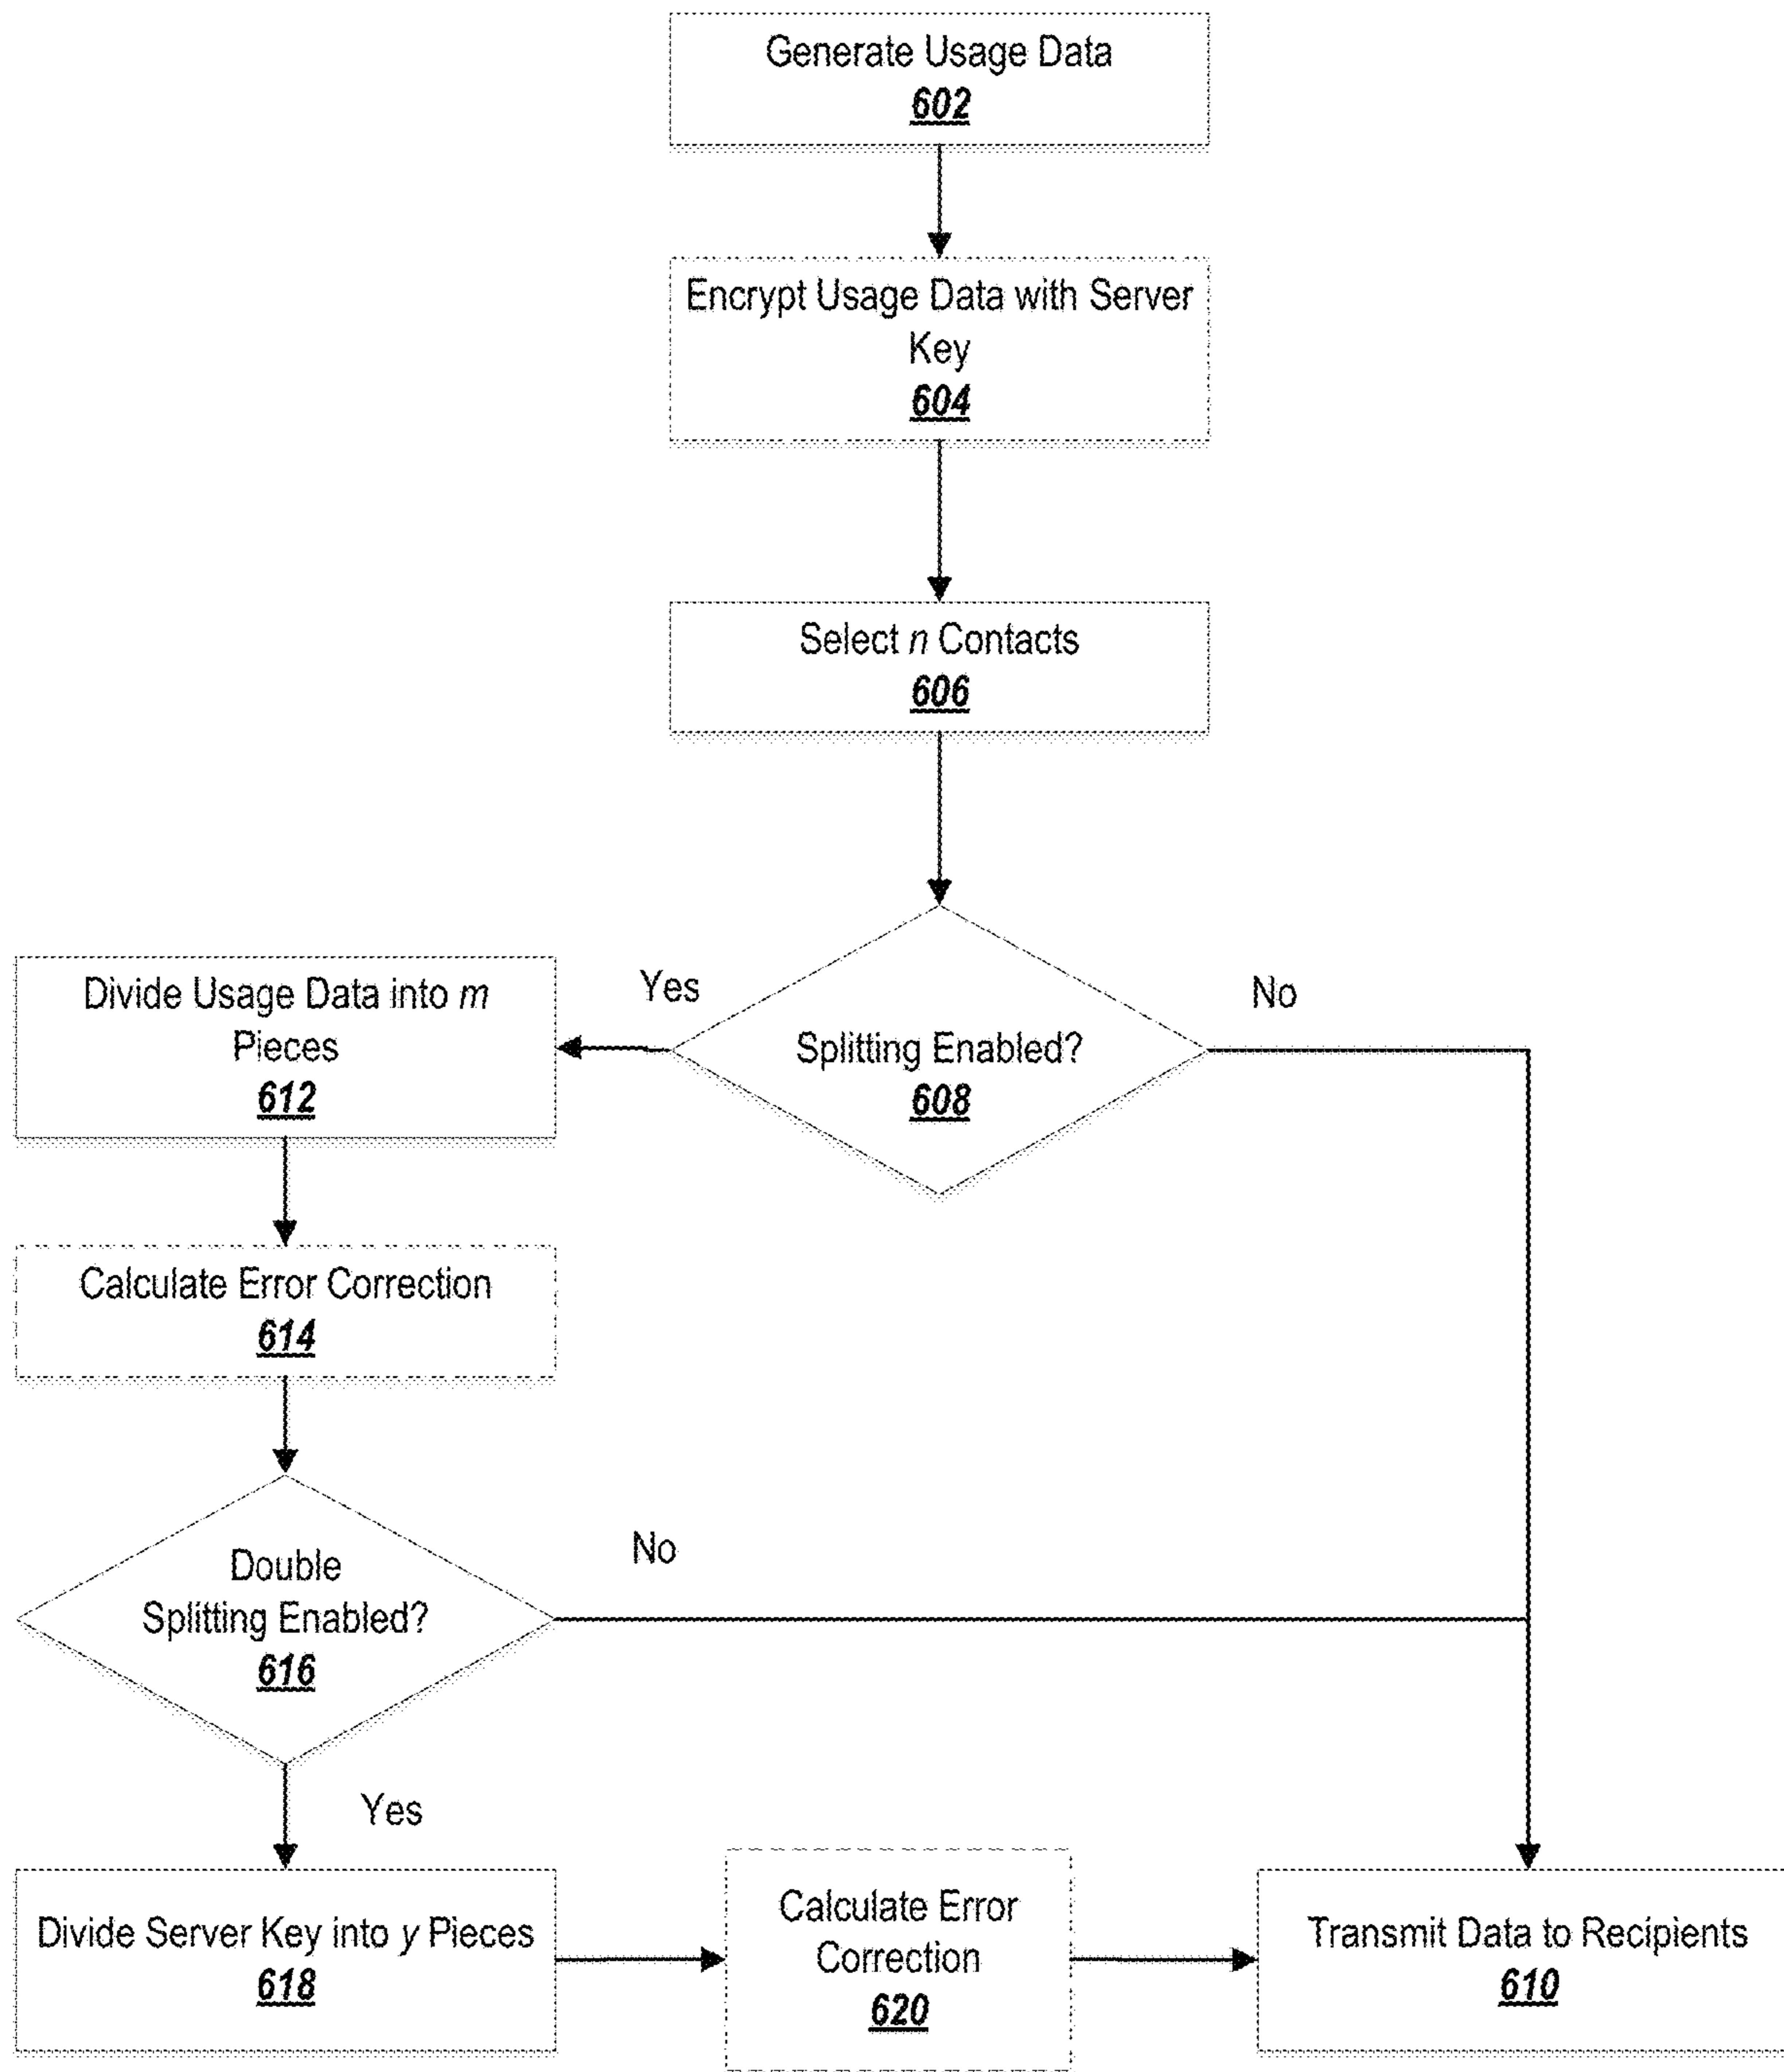 Generate Usage Data
602
Encrypt Usage Data with Server
Key
604
Select n Contacts
606
Yes
No
Splitting Enabled?
608
Divide Usage Data into m
Pieces
612
Calculate Error Correction
614
Double
Splitting Enabled?
616
No
Yes
Divide Server Key into y Pieces
618
Calculate Error
Correction
620
Transmit Data to Recipients
610